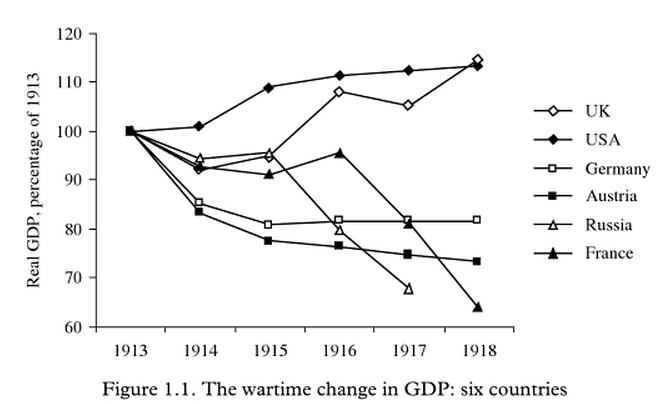 120
110
100
90
80
70
60
Real GDP, percentage of 1913
1913 1914 1915 1916 1917 1918
UK
USA
Germany
Austria
Russia
France
Figure 1.1. The wartime change in GDP: six countries